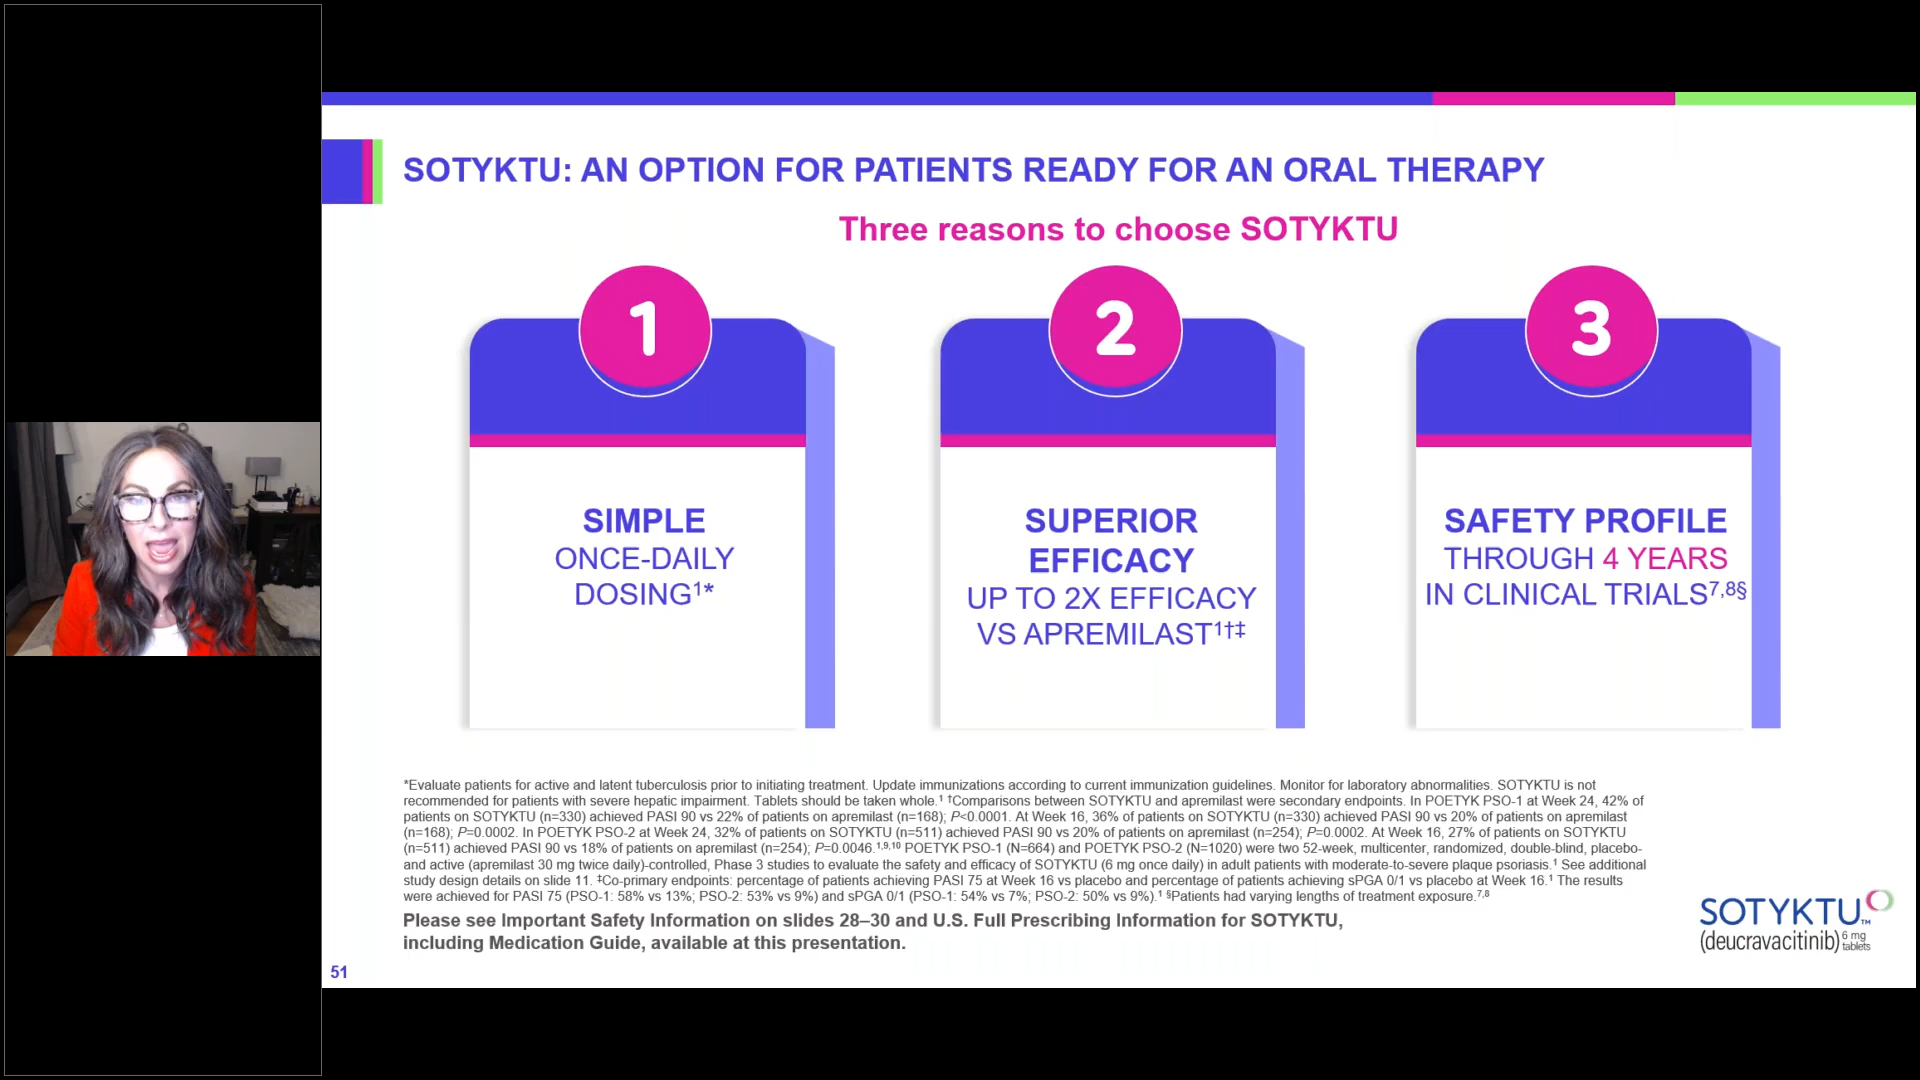 SOTYKTU: AN OPTION FOR PATIENTS READY FOR AN ORAL THERAPY
Three reasons to choose SOTYKTU
1
SIMPLE
ONCE-DAILY
DOSING¹*
2
SUPERIOR
EFFICACY
UP TO 2X EFFICACY
VS APREMILAST¹†‡
3
SAFETY PROFILE
THROUGH 4 YEARS
IN CLINICAL TRIALS⁷,⁸§
*Evaluate patients for active and latent tuberculosis prior to initiating treatment. Update immunizations according to current immunization guidelines. Monitor for laboratory abnormalities. SOTYKTU is not
recommended for patients with severe hepatic impairment. Tablets should be taken whole.¹ †Comparisons between SOTYKTU and apremilast were secondary endpoints. In POETYK PSO-1 at Week 24, 42% of
patients on SOTYKTU (n=330) achieved PASI 90 vs 22% of patients on apremilast (n=168); P<0.0001. At Week 16, 36% of patients on SOTYKTU (n=330) achieved PASI 90 vs 20% of patients on apremilast
(n=168); P=0.0002. In POETYK PSO-2 at Week 24, 32% of patients on SOTYKTU (n=511) achieved PASI 90 vs 20% of patients on apremilast (n=254); P=0.0002. At Week 16, 27% of patients on SOTYKTU
(n=511) achieved PASI 90 vs 18% of patients on apremilast (n=254); P=0.0046.¹,⁹,¹⁰ POETYK PSO-1 (N=664) and POETYK PSO-2 (N=1020) were two 52-week, multicenter, randomized, double-blind, placebo-
and active (apremilast 30 mg twice daily)-controlled, Phase 3 studies to evaluate the safety and efficacy of SOTYKTU (6 mg once daily) in adult patients with moderate-to-severe plaque psoriasis.¹ See additional
study design details on slide 11. ‡Co-primary endpoints: percentage of patients achieving PASI 75 at Week 16 vs placebo and percentage of patients achieving sPGA 0/1 vs placebo at Week 16.¹ The results
were achieved for PASI 75 (PSO-1: 58% vs 13%; PSO-2: 53% vs 9%) and sPGA 0/1 (PSO-1: 54% vs 7%; PSO-2: 50% vs 9%).¹ §Patients had varying lengths of treatment exposure.⁷,⁸
Please see Important Safety Information on slides 28–30 and U.S. Full Prescribing Information for SOTYKTU,
including Medication Guide, available at this presentation.
SOTYKTU™
(deucravacitinib) 6 mg tablets
51